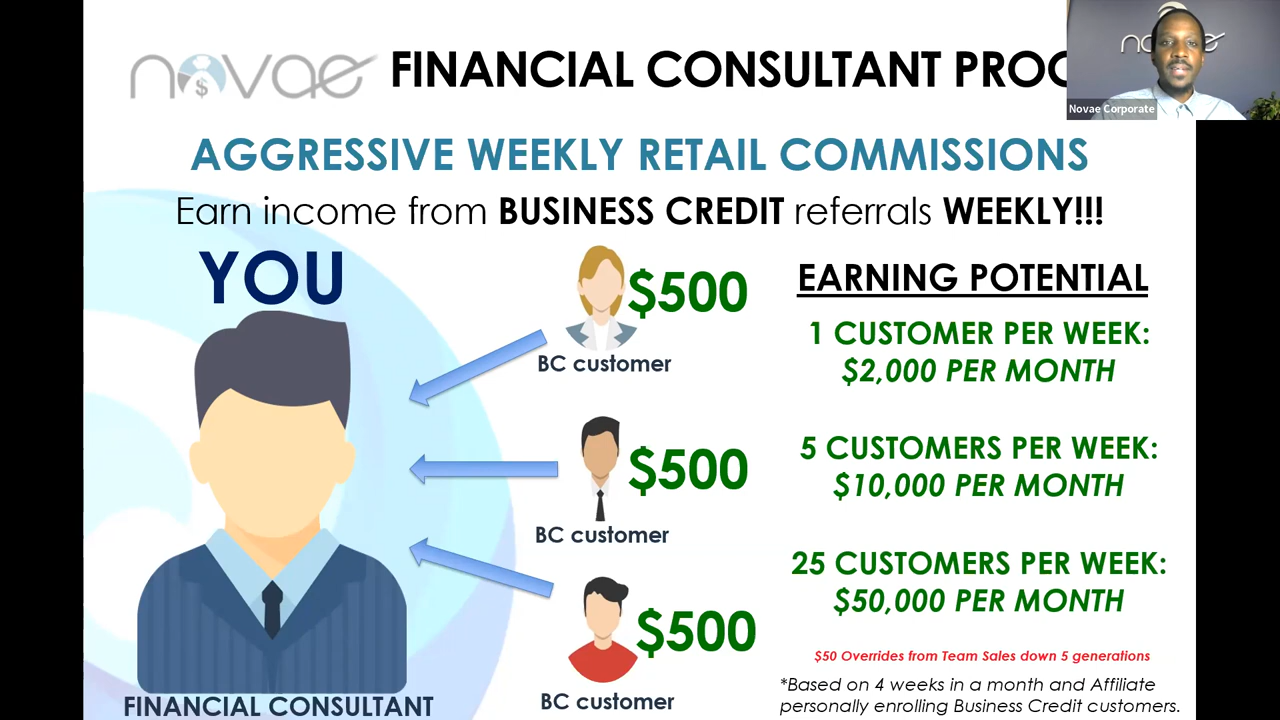 novae FINANCIAL CONSULTANT PROG
novae
Novae Corporate
AGGRESSIVE WEEKLY RETAIL COMMISSIONS
Earn income from BUSINESS CREDIT referrals WEEKLY!!!
YOU
$
$500
BC customer
$500
BC customer
$500
BC customer
FINANCIAL CONSULTANT
EARNING POTENTIAL
1 CUSTOMER PER WEEK:
$2,000 PER MONTH
5 CUSTOMERS PER WEEK:
$10,000 PER MONTH
25 CUSTOMERS PER WEEK:
$50,000 PER MONTH
$50 Overrides from Team Sales down 5 generations
*Based on 4 weeks in a month and Affiliate
personally enrolling Business Credit customers.